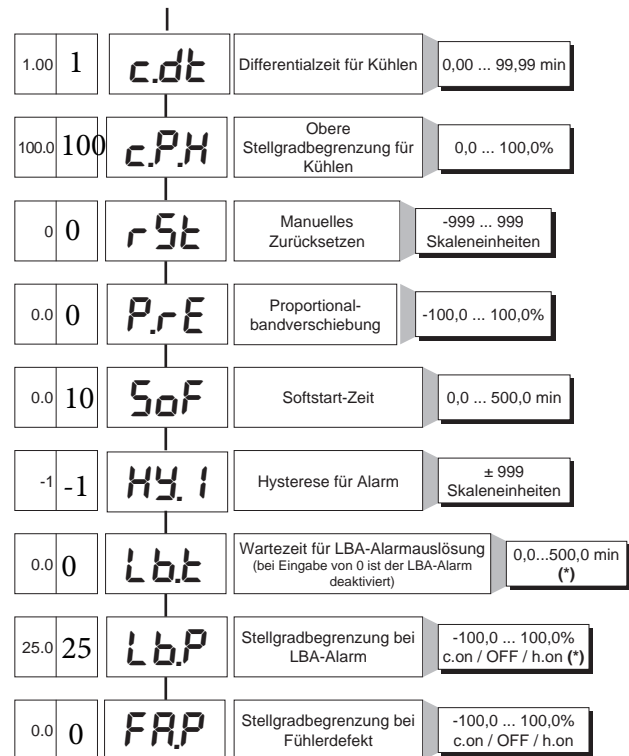 1.00 1 c.dt Differentialzeit für Kühlen 0,00 ... 99,99 min
100.0 100 c.P.H Obere
Stellgradbegrenzung für
Kühlen
0,0 ... 100,0%
0 0 rSt Manuelles
Zurücksetzen
-999 ... 999
Skaleneinheiten
0.0 0 P.rE Proportional-
bandverschiebung
-100,0 ... 100,0%
0.0 10 SoF Softstart-Zeit 0,0 ... 500,0 min
-1 -1 HY. 1 Hysterese für Alarm ± 999
Skaleneinheiten
0.0 0 Lb.t Wartezeit für LBA-Alarmauslösung
(bei Eingabe von 0 ist der LBA-Alarm
deaktiviert)
0,0...500,0 min
(*)
25.0 25 Lb.P Stellgradbegrenzung bei
LBA-Alarm
-100,0 ... 100,0%
c.on / OFF / h.on (*)
0.0 0 FA.P Stellgradbegrenzung bei
Fühlerdefekt
-100,0 ... 100,0%
c.on / OFF / h.on